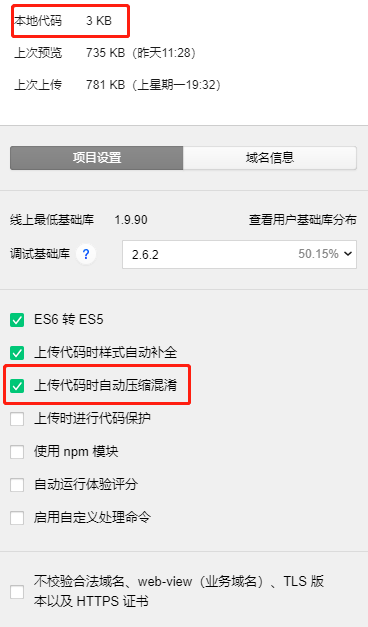 本地代码 3 KB
上次预览 735 KB（昨天11:28）
上次上传 781 KB（上星期一19:32）
项目设置 域名信息
线上最低基础库 1.9.90 查看用户基础库分布
调试基础库 ? 2.6.2 50.15%
ES6 转 ES5
上传代码时样式自动补全
上传代码时自动压缩混淆
上传时进行代码保护
使用 npm 模块
自动运行体验评分
启用自定义处理命令
不校验合法域名、web-view（业务域名）、TLS 版
本以及 HTTPS 证书